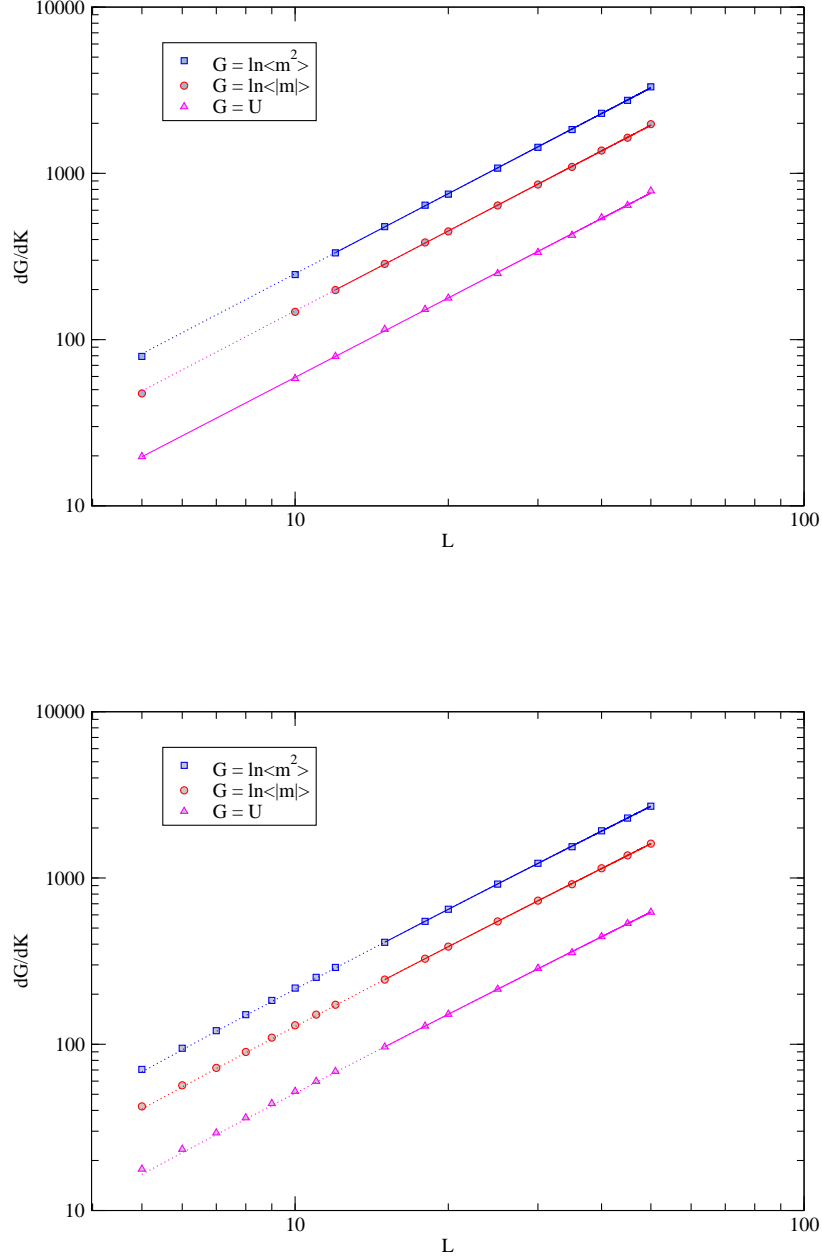 10000
G = ln<m²>
G = ln<|m|>
G = U
1000
dG/dK
100
10
10
100
L
10000
G = ln<m²>
G = ln<|m|>
G = U
1000
dG/dK
100
10
10
100
L